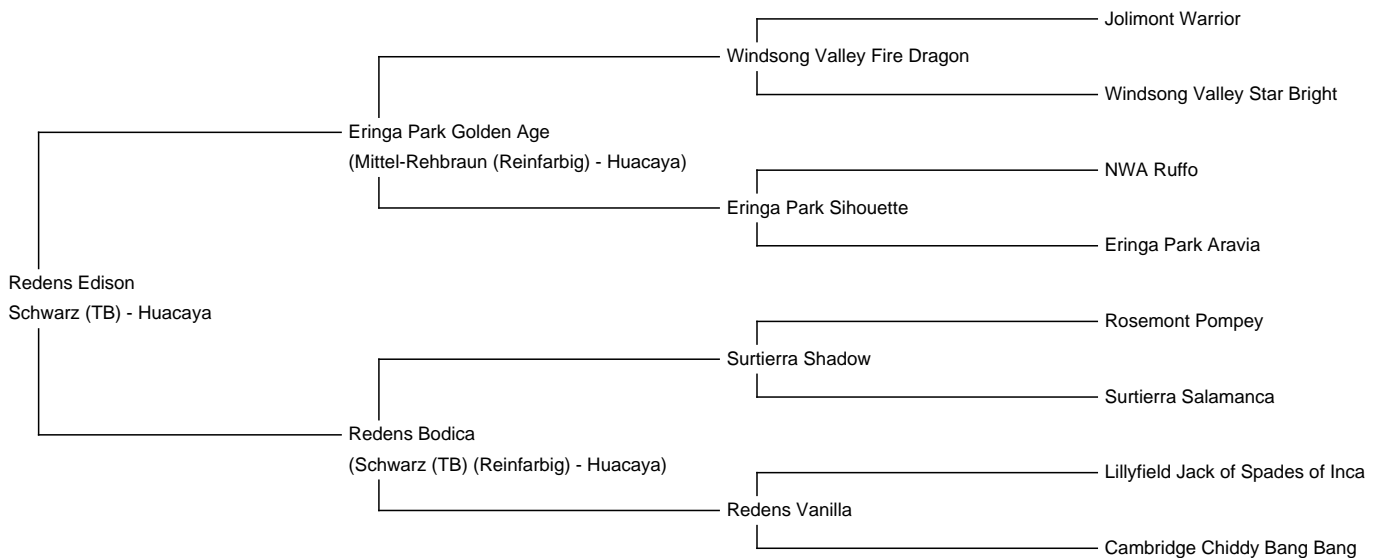 Jolimont Warrior
Windsong Valley Fire Dragon
Windsong Valley Star Bright
Eringa Park Golden Age
(Mittel-Rehbraun (Reinfarbig) - Huacaya)
NWA Ruffo
Eringa Park Sihouette
Eringa Park Aravia
Redens Edison
Schwarz (TB) - Huacaya
Rosemont Pompey
Surtierra Shadow
Surtierra Salamanca
Redens Bodica
(Schwarz (TB) (Reinfarbig) - Huacaya)
Lillyfield Jack of Spades of Inca
Redens Vanilla
Cambridge Chiddy Bang Bang